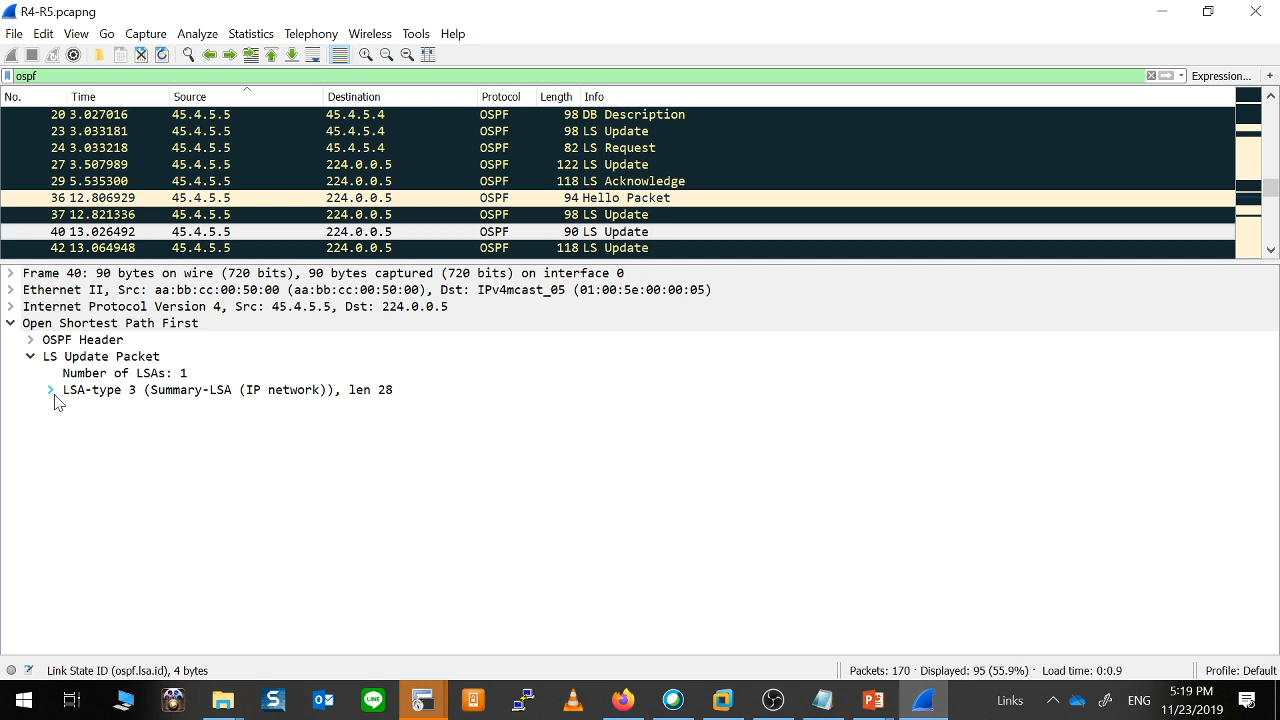 R4-R5.pcapng
File Edit View Go Capture Analyze Statistics Telephony Wireless Tools Help
ospf Expression... +
No. Time Source Destination Protocol Length Info
20 3.027016 45.4.5.5 45.4.5.4 OSPF 98 DB Description
23 3.033181 45.4.5.5 45.4.5.4 OSPF 98 LS Update
24 3.033218 45.4.5.5 45.4.5.4 OSPF 82 LS Request
27 3.507989 45.4.5.5 224.0.0.5 OSPF 122 LS Update
29 5.535300 45.4.5.5 224.0.0.5 OSPF 118 LS Acknowledge
36 12.806929 45.4.5.5 224.0.0.5 OSPF 94 Hello Packet
37 12.821336 45.4.5.5 224.0.0.5 OSPF 98 LS Update
40 13.026492 45.4.5.5 224.0.0.5 OSPF 90 LS Update
42 13.064948 45.4.5.5 224.0.0.5 OSPF 118 LS Update
Frame 40: 90 bytes on wire (720 bits), 90 bytes captured (720 bits) on interface 0
Ethernet II, Src: aa:bb:cc:00:50:00 (aa:bb:cc:00:50:00), Dst: IPv4mcast_05 (01:00:5e:00:00:05)
Internet Protocol Version 4, Src: 45.4.5.5, Dst: 224.0.0.5
Open Shortest Path First
OSPF Header
LS Update Packet
Number of LSAs: 1
LSA-type 3 (Summary-LSA (IP network)), len 28
Link State ID (ospf.lsa.id), 4 bytes Packets: 170 · Displayed: 95 (55.9%) · Load time: 0:0.9 Profile: Default
Links ENG 5:19 PM
11/23/2019